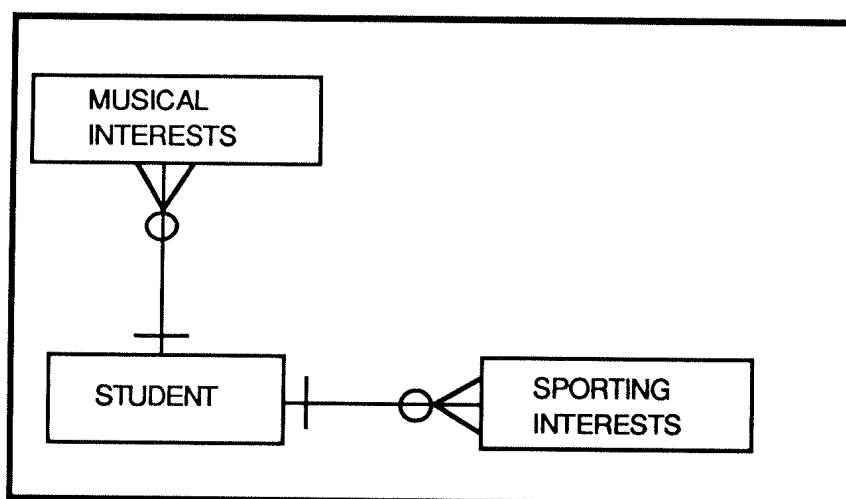 MUSICAL
INTERESTS
STUDENT
SPORTING
INTERESTS